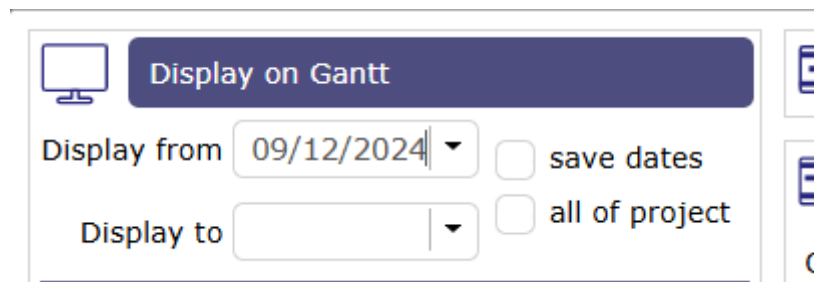 Display on Gantt
Display from 09/12/2024 save dates
Display to all of project